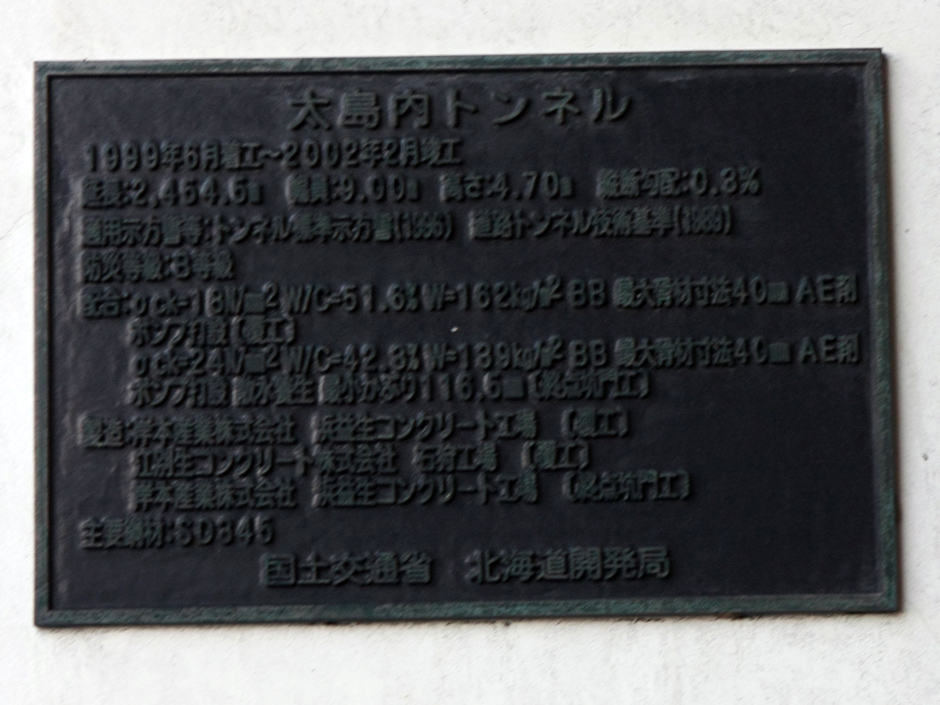 太島内トンネル
1999年6月着工〜2002年2月竣工
延長:2,454.5m 幅員:9.00m 高さ:4.70m 縦断勾配:0.3%
適用示方書等:トンネル標準示方書(1996) 道路トンネル技術基準(1989)
防災等級:B等級
配合:σck=18N/mm2 W/C=51.6% W=162kg/m3 BB 最大骨材寸法40mm AE剤
ポンプ打設〔覆工〕
σck=24N/mm2 W/C=42.8% W=189kg/m3 BB 最大骨材寸法40mm AE剤
ポンプ打設 散水養生 最小かぶり116.5mm〔終点坑門工〕
製造:岸本産業株式会社 浜益生コンクリート工場 〔覆工〕
江別生コンクリート株式会社 石狩工場 〔覆工〕
岸本産業株式会社 浜益生コンクリート工場 〔終点坑門工〕
主要鋼材:SD345
国土交通省 北海道開発局